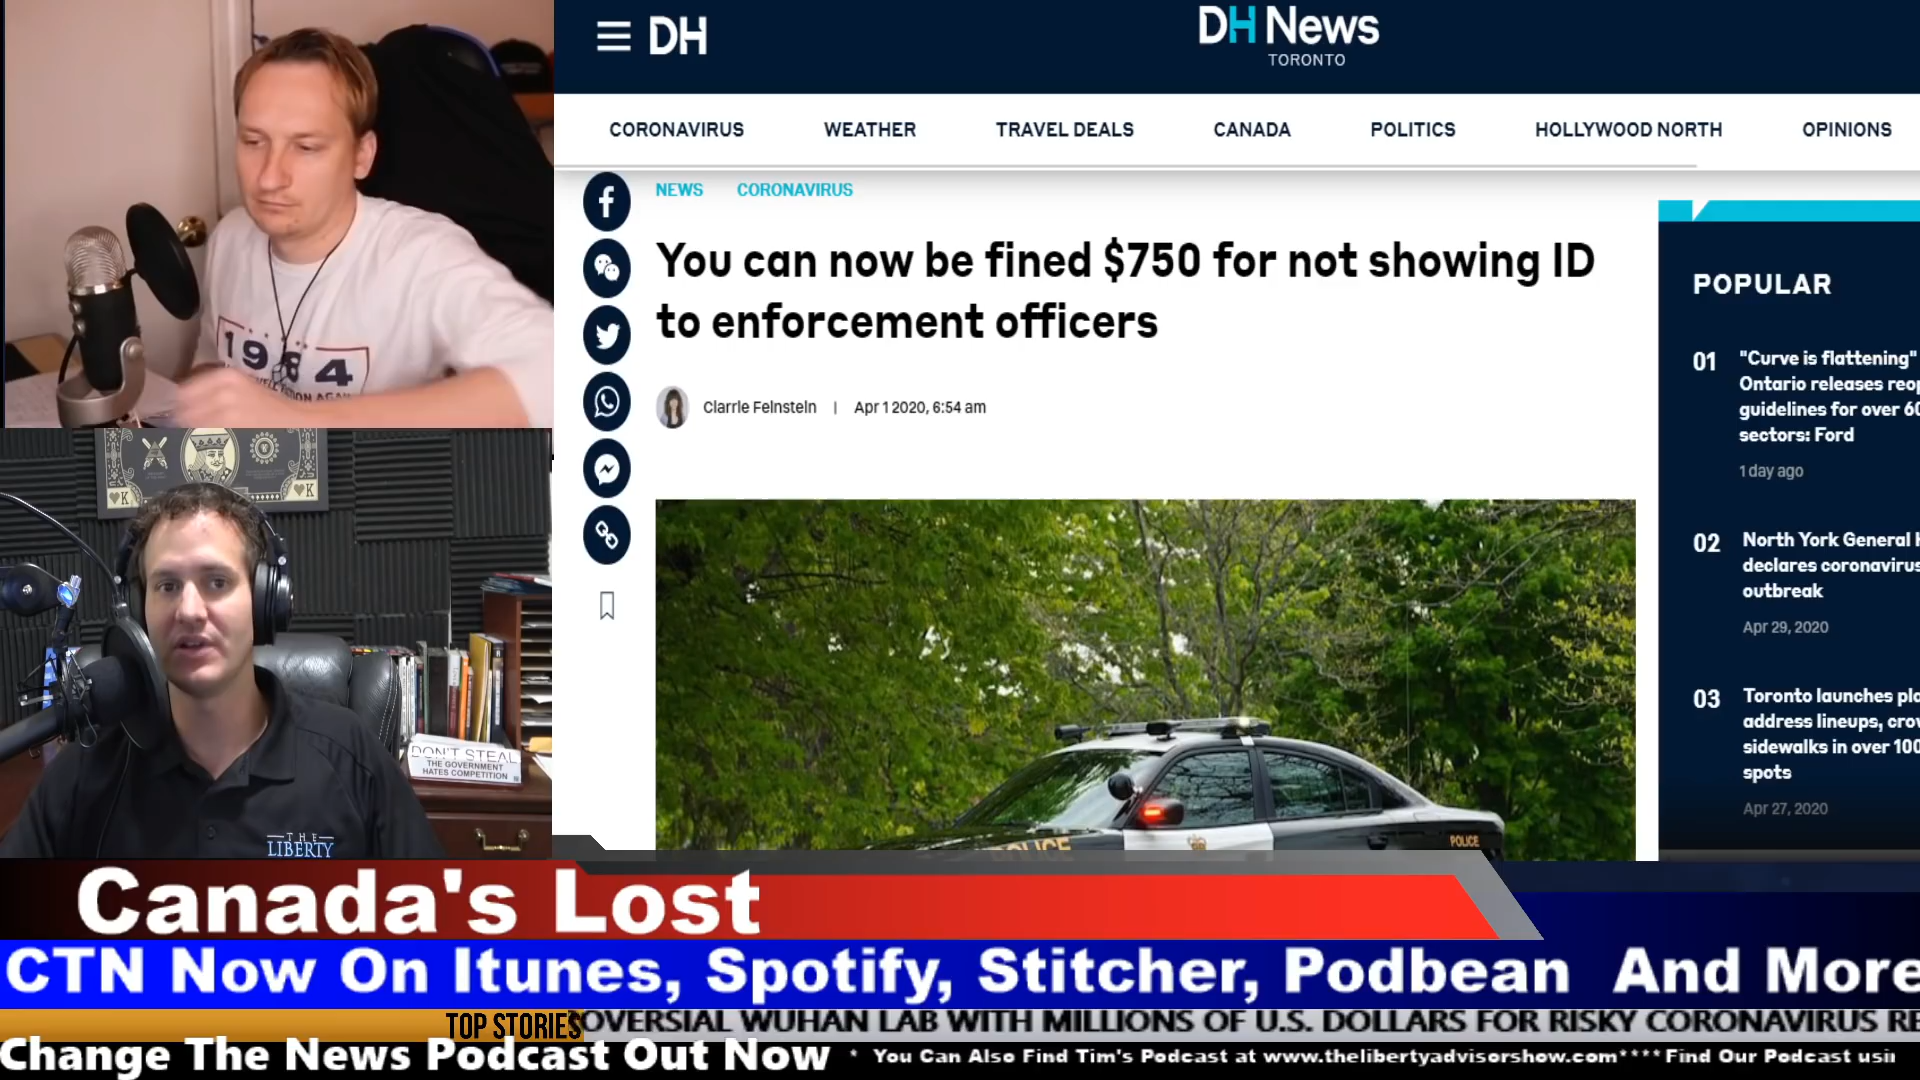 DH
DH News
TORONTO
CORONAVIRUS WEATHER TRAVEL DEALS CANADA POLITICS HOLLYWOOD NORTH OPINIONS
NEWS CORONAVIRUS
You can now be fined $750 for not showing ID
to enforcement officers
Clarrie Feinstein | Apr 1 2020, 6:54 am
POPULAR
01 "Curve is flattening"
Ontario releases
guidelines for over
sectors: Ford
1 day ago
02 North York General
declares coronavirus
outbreak
Apr 29, 2020
03 Toronto launches
address lineups,
sidewalks in over
spots
Apr 27, 2020
POLICE
POLICE
1984
K
K
DON'T STEAL
THE GOVERNMENT
HATES COMPETITION
THE
LIBERTY
Canada's Lost
CTN Now On Itunes, Spotify, Stitcher, Podbean And More
TOP STORIES OVERSIAL WUHAN LAB WITH MILLIONS OF U.S. DOLLARS FOR RISKY CORONAVIRUS RE
Change The News Podcast Out Now * You Can Also Find Tim's Podcast at www.thelibertyadvisorshow.com**** Find Our Podcast usi